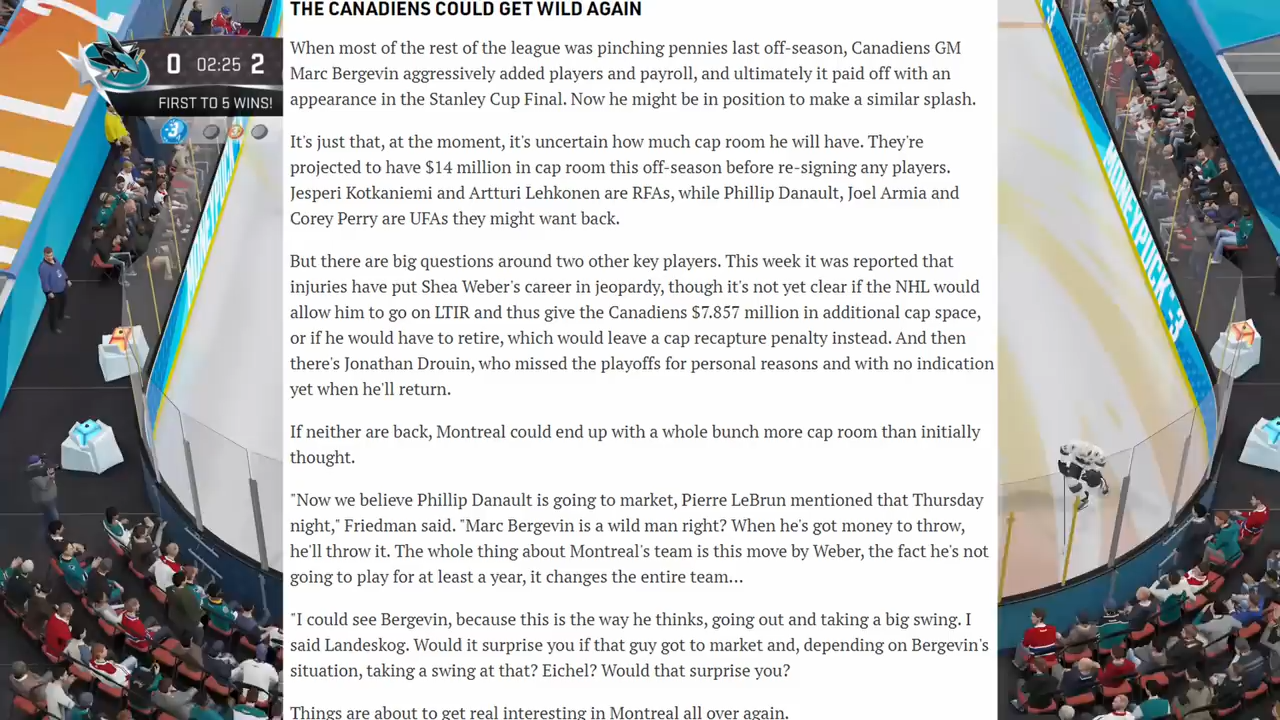 THE CANADIENS COULD GET WILD AGAIN
When most of the rest of the league was pinching pennies last off-season, Canadiens GM
Marc Bergevin aggressively added players and payroll, and ultimately it paid off with an
appearance in the Stanley Cup Final. Now he might be in position to make a similar splash.
It's just that, at the moment, it's uncertain how much cap room he will have. They're
projected to have $14 million in cap room this off-season before re-signing any players.
Jesperi Kotkaniemi and Artturi Lehkonen are RFAs, while Phillip Danault, Joel Armia and
Corey Perry are UFAs they might want back.
But there are big questions around two other key players. This week it was reported that
injuries have put Shea Weber's career in jeopardy, though it's not yet clear if the NHL would
allow him to go on LTIR and thus give the Canadiens $7.857 million in additional cap space,
or if he would have to retire, which would leave a cap recapture penalty instead. And then
there's Jonathan Drouin, who missed the playoffs for personal reasons and with no indication
yet when he'll return.
If neither are back, Montreal could end up with a whole bunch more cap room than initially
thought.
"Now we believe Phillip Danault is going to market, Pierre LeBrun mentioned that Thursday
night," Friedman said. "Marc Bergevin is a wild man right? When he's got money to throw,
he'll throw it. The whole thing about Montreal's team is this move by Weber, the fact he's not
going to play for at least a year, it changes the entire team…
"I could see Bergevin, because this is the way he thinks, going out and taking a big swing. I
said Landeskog. Would it surprise you if that guy got to market and, depending on Bergevin's
situation, taking a swing at that? Eichel? Would that surprise you?
Things are about to get real interesting in Montreal all over again.
0 02:25 2
FIRST TO 5 WINS!
3 3
MONEYPUCK :3